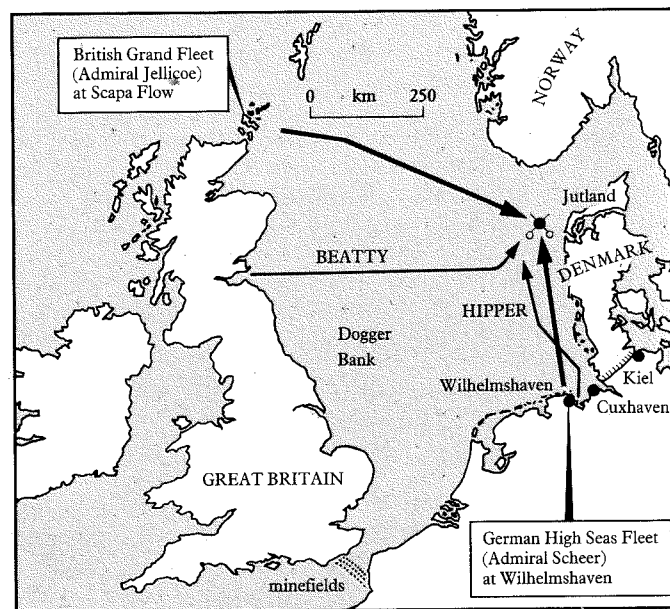 British Grand Fleet
(Admiral Jellicoe)
at Scapa Flow
0 km 250
NORWAY
Jutland
BEATTY
DENMARK
HIPPER
Dogger
Bank
Wilhelmshaven
Kiel
Cuxhaven
GREAT BRITAIN
German High Seas Fleet
(Admiral Scheer)
at Wilhelmshaven
minefields